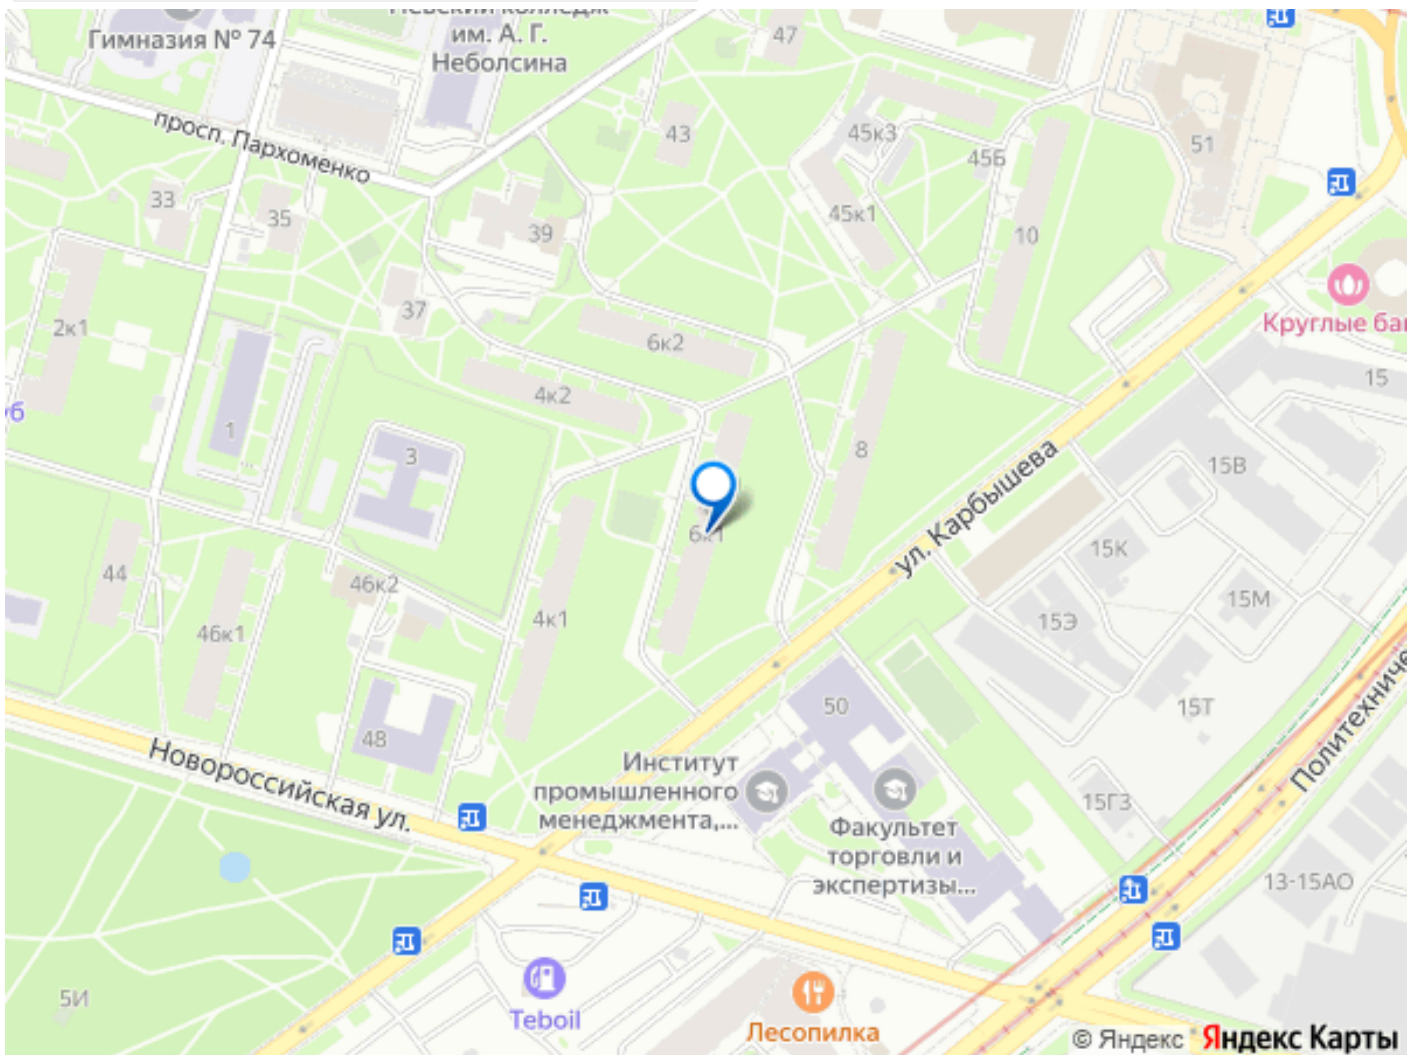 Невский колледж
им. А. Г.
Неболсина
Гимназия № 74
47
просп. Пархоменко
43
45к3
45Б
51
33
35
39
45к1
10
37
2к1
6к2
Круглые бан
15
4к2
1
3
8
15В
ул. Карбышева
6к1
15К
44
46к2
46к1
4к1
15Э
15М
50
15Т
48
Политехниче
Новороссийская ул.
Институт
промышленного
менеджмента,...
15Г3
Факультет
торговли и
экспертизы...
13-15АО
5И
Teboil
Лесопилка
© Яндекс Яндекс Карты